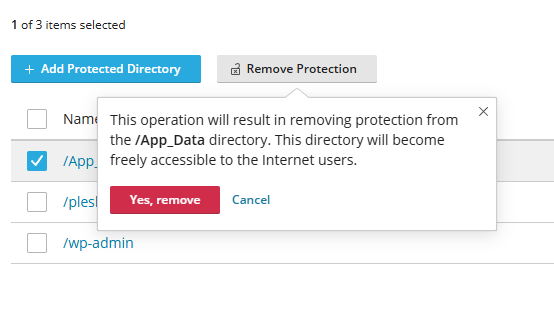 1 of 3 items selected
+ Add Protected Directory
Remove Protection
Name
This operation will result in removing protection from
the /App_Data directory. This directory will become
freely accessible to the Internet users.
/App_
Yes, remove
Cancel
/plesk
/wp-admin